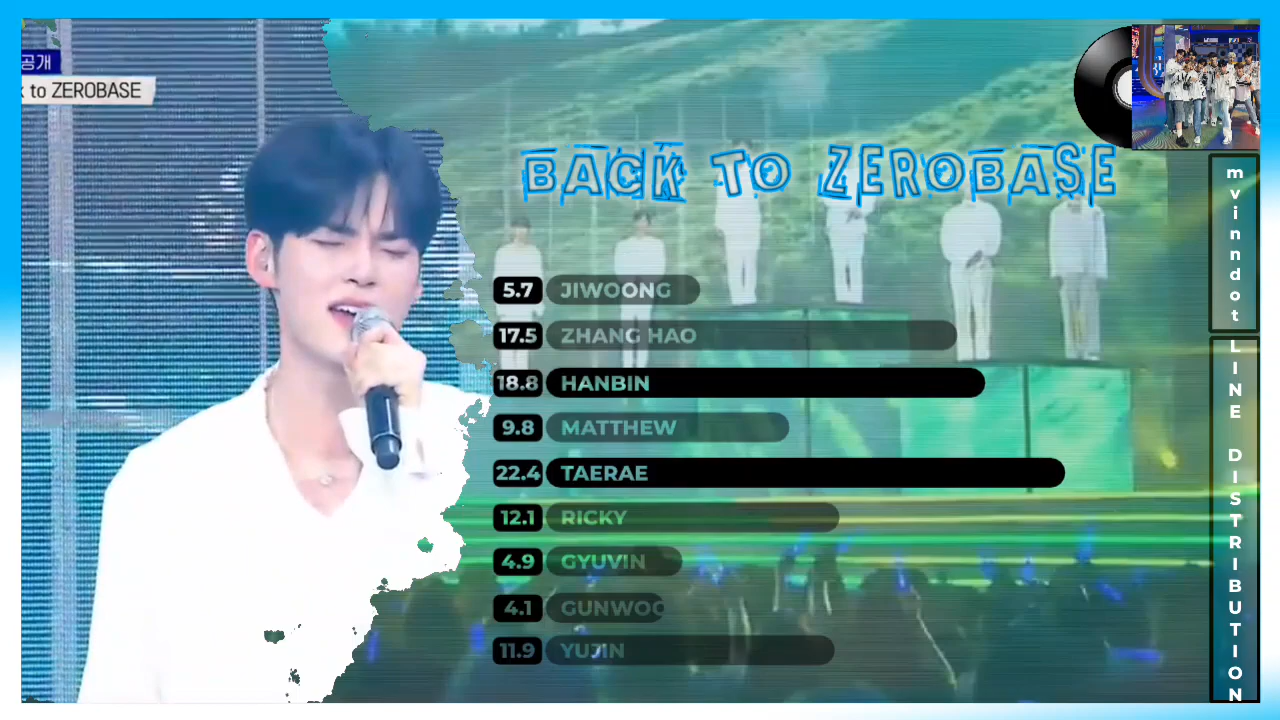 공개
k to ZEROBASE
BACK TO ZEROBASE
5.7 JIWOONG
17.5 ZHANG HAO
18.8 HANBIN
9.8 MATTHEW
22.4 TAERAE
12.1 RICKY
4.9 GYUVIN
4.1 GUNWOO
11.9 YUJIN
mvinndot
LINE DISTRIBUTION